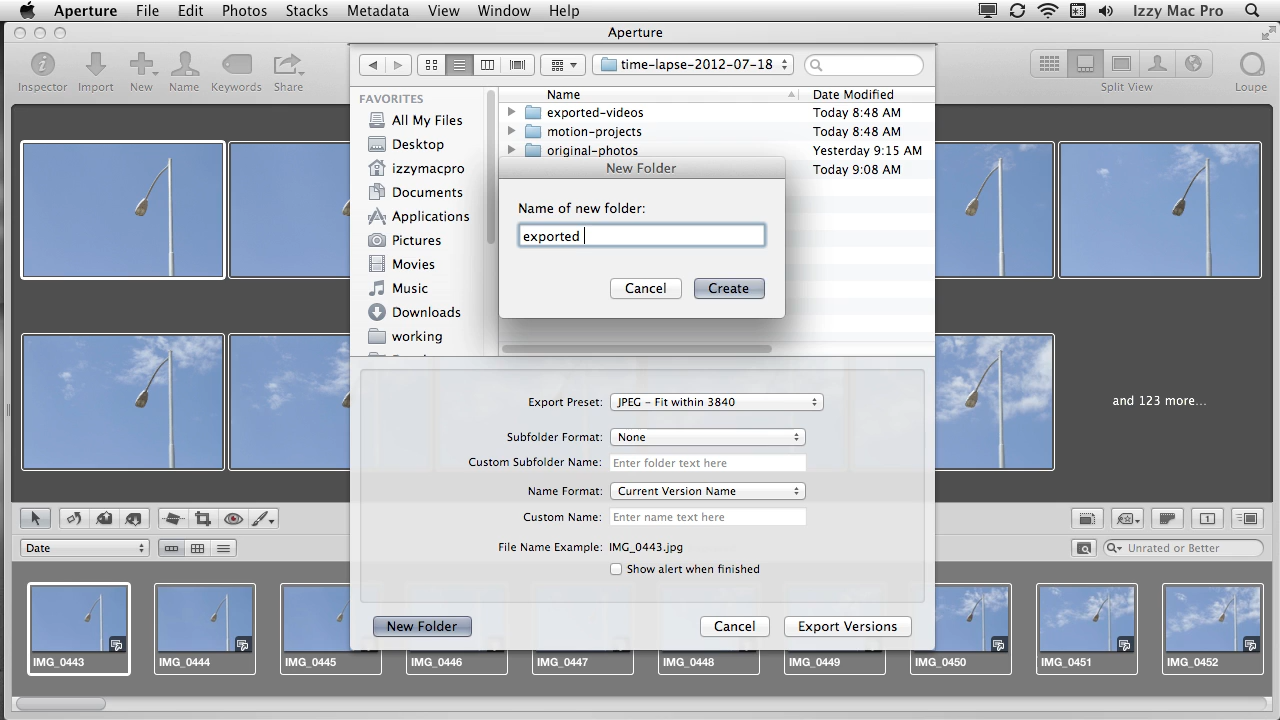 Aperture File Edit Photos Stacks Metadata View Window Help Izzy Mac Pro
Aperture
Inspector Import New Name Keywords Share Split View Loupe
time-lapse-2012-07-18
FAVORITES
All My Files
Desktop
izzymacpro
Documents
Applications
Pictures
Movies
Music
Downloads
working
Name Date Modified
exported-videos Today 8:48 AM
motion-projects Today 8:48 AM
original-photos Yesterday 9:15 AM
Today 9:08 AM
New Folder
Name of new folder:
exported
Cancel Create
and 123 more...
Export Preset: JPEG - Fit within 3840
Subfolder Format: None
Custom Subfolder Name: Enter folder text here
Name Format: Current Version Name
Custom Name: Enter name text here
File Name Example: IMG_0443.jpg
Show alert when finished
New Folder Cancel Export Versions
Date
Unrated or Better
IMG_0443 IMG_0444 IMG_0445 IMG_0446 IMG_0447 IMG_0448 IMG_0449 IMG_0450 IMG_0451 IMG_0452